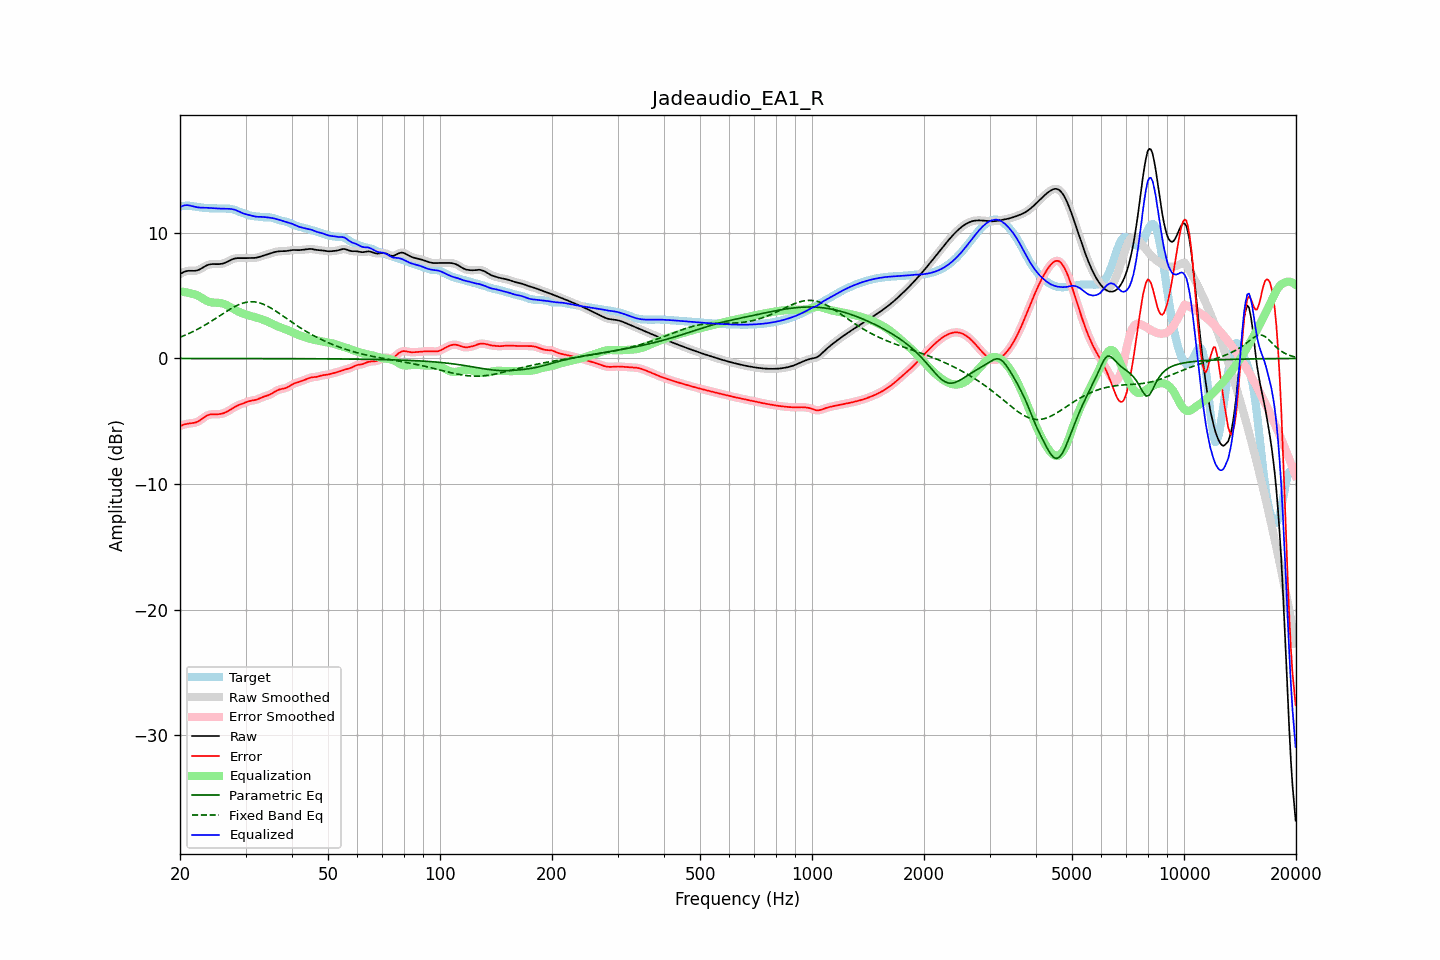 Jadeaudio_EA1_R
Amplitude (dBr)
10
0
−10
−20
−30
Target
Raw Smoothed
Error Smoothed
Raw
Error
Equalization
Parametric Eq
Fixed Band Eq
Equalized
20 50 100 200 500 1000 2000 5000 10000 20000
Frequency (Hz)